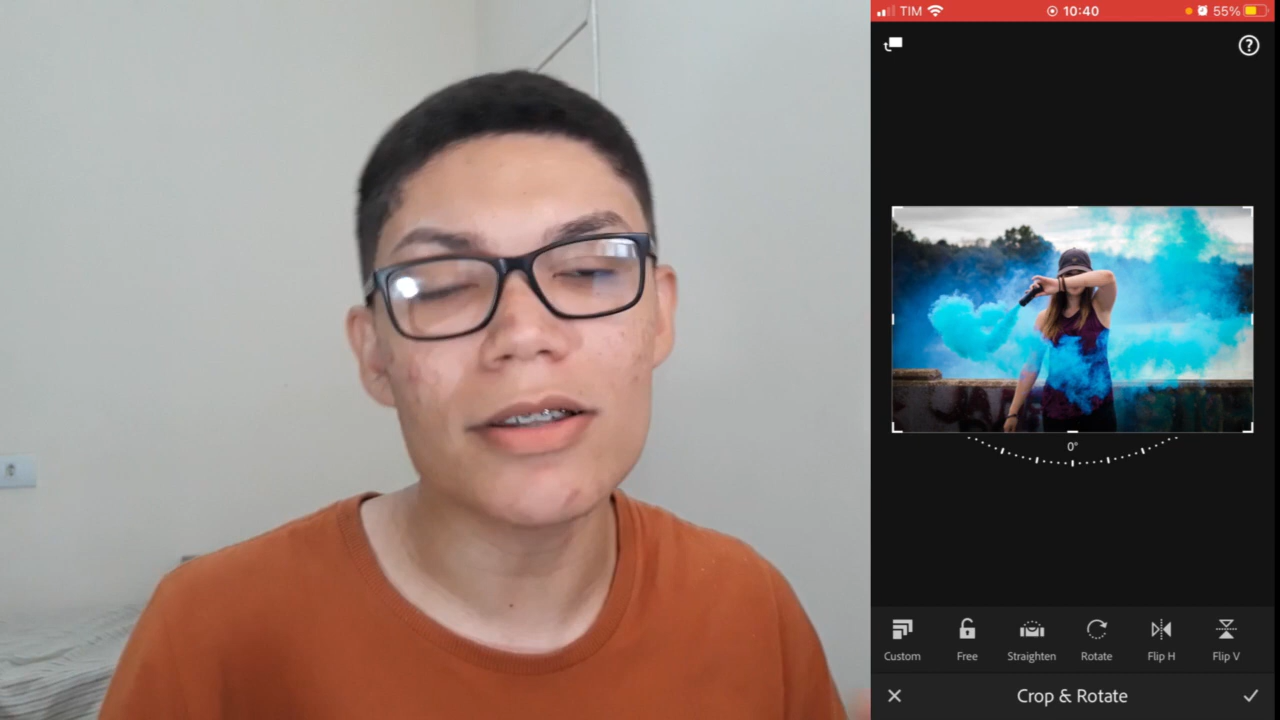 TIM 10:40 55%
0°
Custom Free Straighten Rotate Flip H Flip V
Crop & Rotate